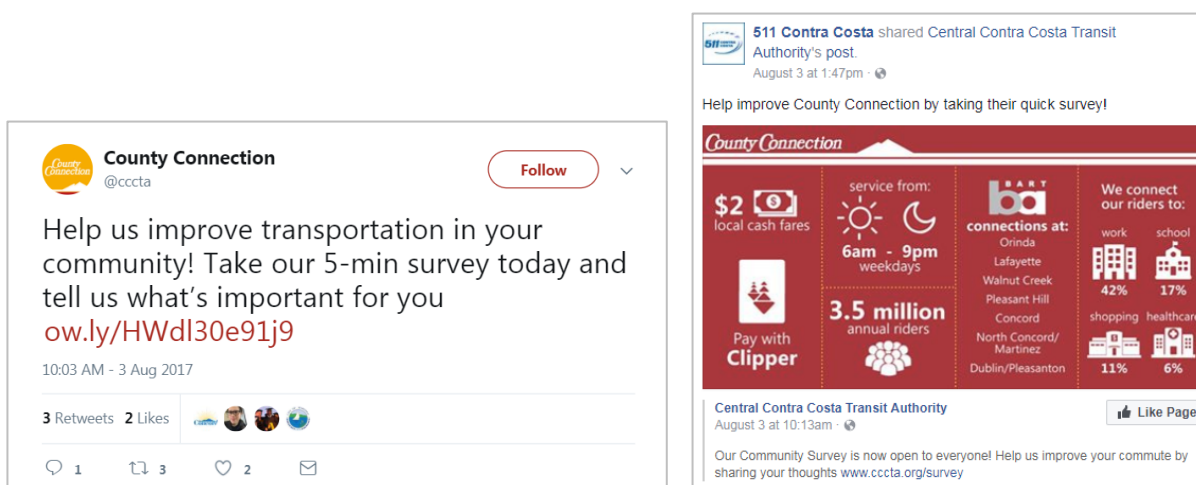 County Connection
County Connection
@cccta
Follow
Help us improve transportation in your
community! Take our 5-min survey today and
tell us what's important for you
ow.ly/HWdl30e91j9
10:03 AM - 3 Aug 2017
3 Retweets 2 Likes
1 3 2
511 Contra Costa shared Central Contra Costa Transit
Authority's post.
August 3 at 1:47pm ·
Help improve County Connection by taking their quick survey!
County Connection
$2
local cash fares
Pay with
Clipper
service from:
6am - 9pm
weekdays
3.5 million
annual riders
BART
ba
connections at:
Orinda
Lafayette
Walnut Creek
Pleasant Hill
Concord
North Concord/
Martinez
Dublin/Pleasanton
We connect
our riders to:
work school
42% 17%
shopping healthcare
11% 6%
Central Contra Costa Transit Authority
August 3 at 10:13am ·
Like Page
Our Community Survey is now open to everyone! Help us improve your commute by
sharing your thoughts www.cccta.org/survey